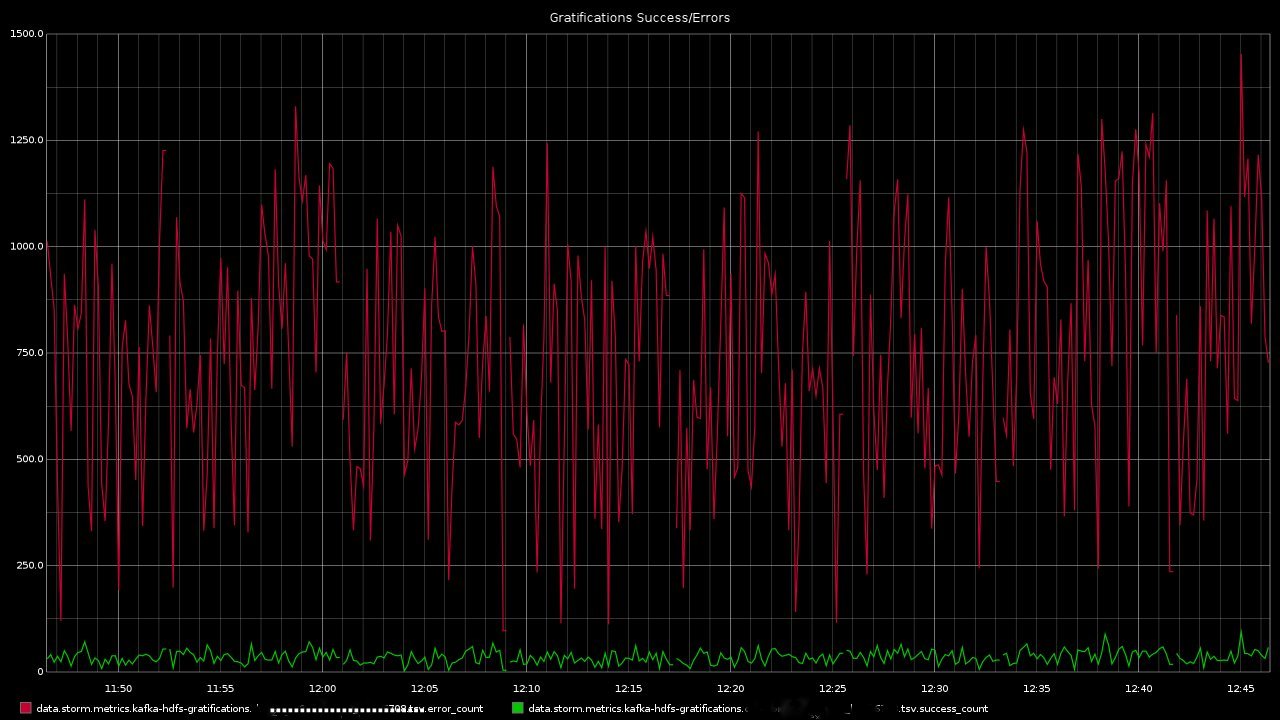 Gratifications Success/Errors
1500.0
1250.0
1000.0
750.0
500.0
250.0
0
11:50 11:55 12:00 12:05 12:10 12:15 12:20 12:25 12:30 12:35 12:40 12:45
data.storm.metrics.kafka-hdfs-gratifications. .tsv.error_count data.storm.metrics.kafka-hdfs-gratifications. .tsv.success_count